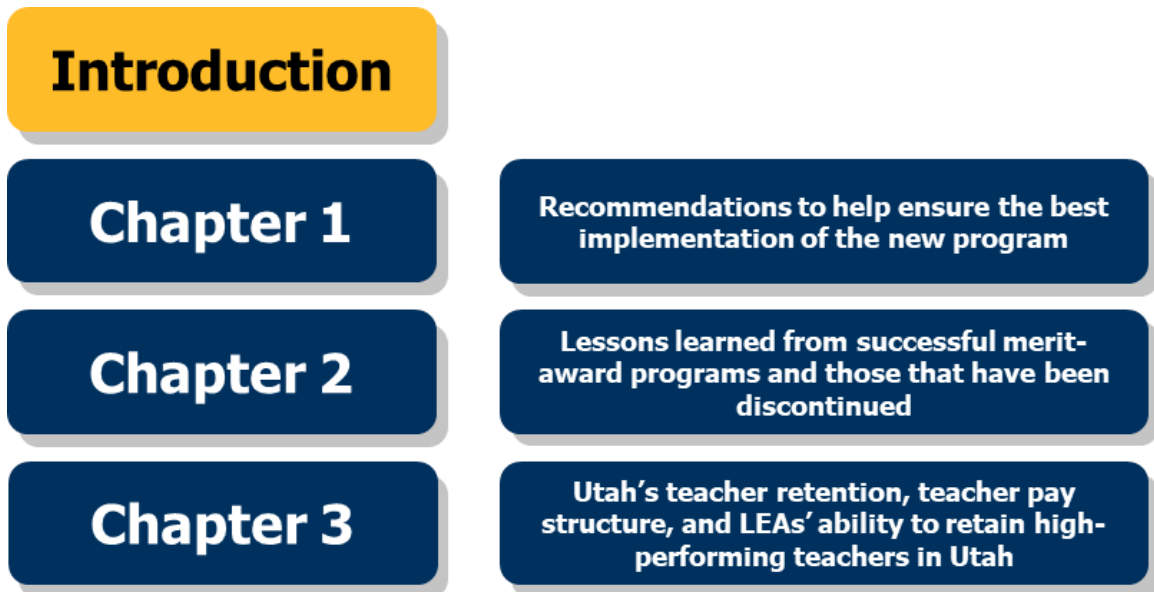 Introduction
Chapter 1
Recommendations to help ensure the best
implementation of the new program
Chapter 2
Lessons learned from successful merit-
award programs and those that have been
discontinued
Chapter 3
Utah’s teacher retention, teacher pay
structure, and LEAs’ ability to retain high-
performing teachers in Utah